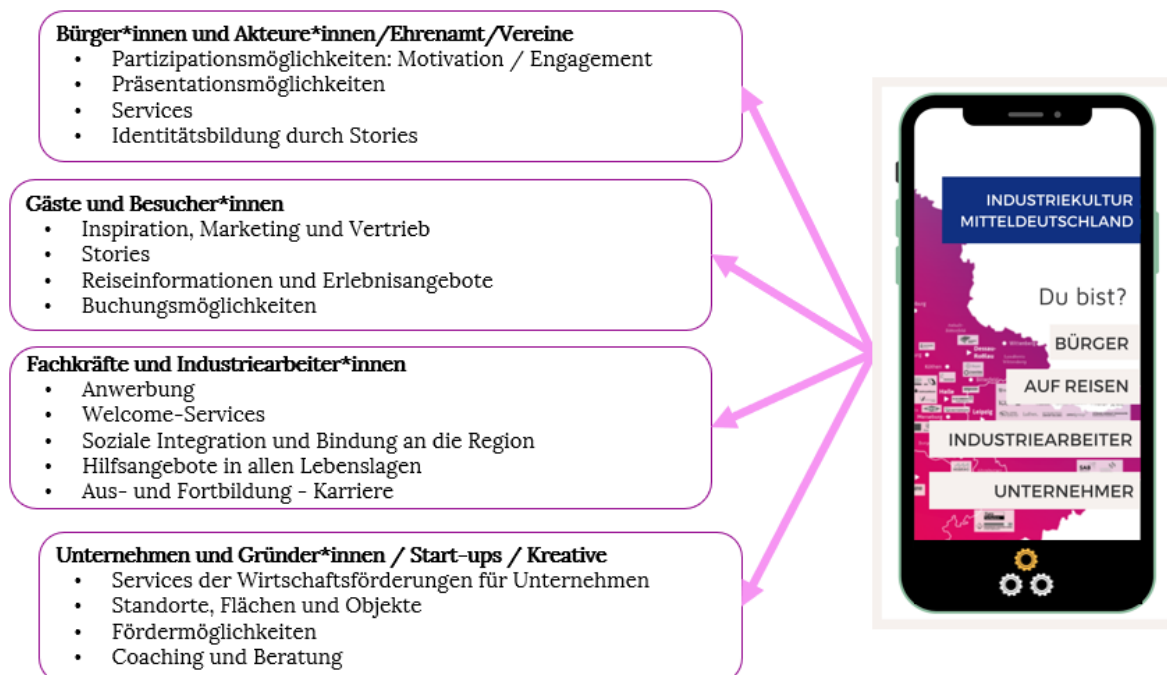 Bürger*innen und Akteure*innen/Ehrenamt/Vereine
• Partizipationsmöglichkeiten: Motivation / Engagement
• Präsentationsmöglichkeiten
• Services
• Identitätsbildung durch Stories
Gäste und Besucher*innen
• Inspiration, Marketing und Vertrieb
• Stories
• Reiseinformationen und Erlebnisangebote
• Buchungsmöglichkeiten
Fachkräfte und Industriearbeiter*innen
• Anwerbung
• Welcome-Services
• Soziale Integration und Bindung an die Region
• Hilfsangebote in allen Lebenslagen
• Aus- und Fortbildung - Karriere
Unternehmen und Gründer*innen / Start-ups / Kreative
• Services der Wirtschaftsförderungen für Unternehmen
• Standorte, Flächen und Objekte
• Fördermöglichkeiten
• Coaching und Beratung
INDUSTRIEKULTUR
MITTELDEUTSCHLAND
Du bist?
BÜRGER
AUF REISEN
INDUSTRIEARBEITER
UNTERNEHMER
Dessau-
Roßlau
Halle
Leipzig